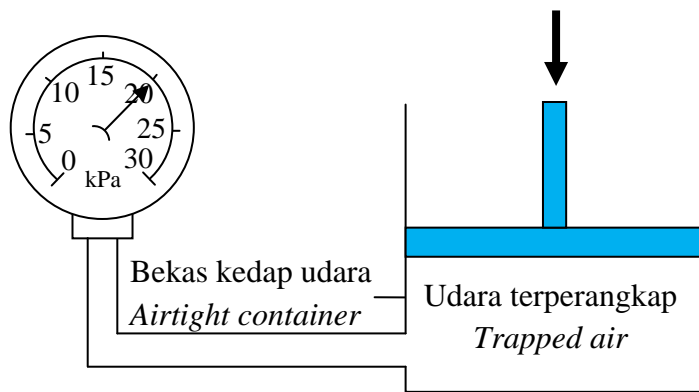 15
10
20
5
25
0
30
kPa
Bekas kedap udara
Airtight container
Udara terperangkap
Trapped air